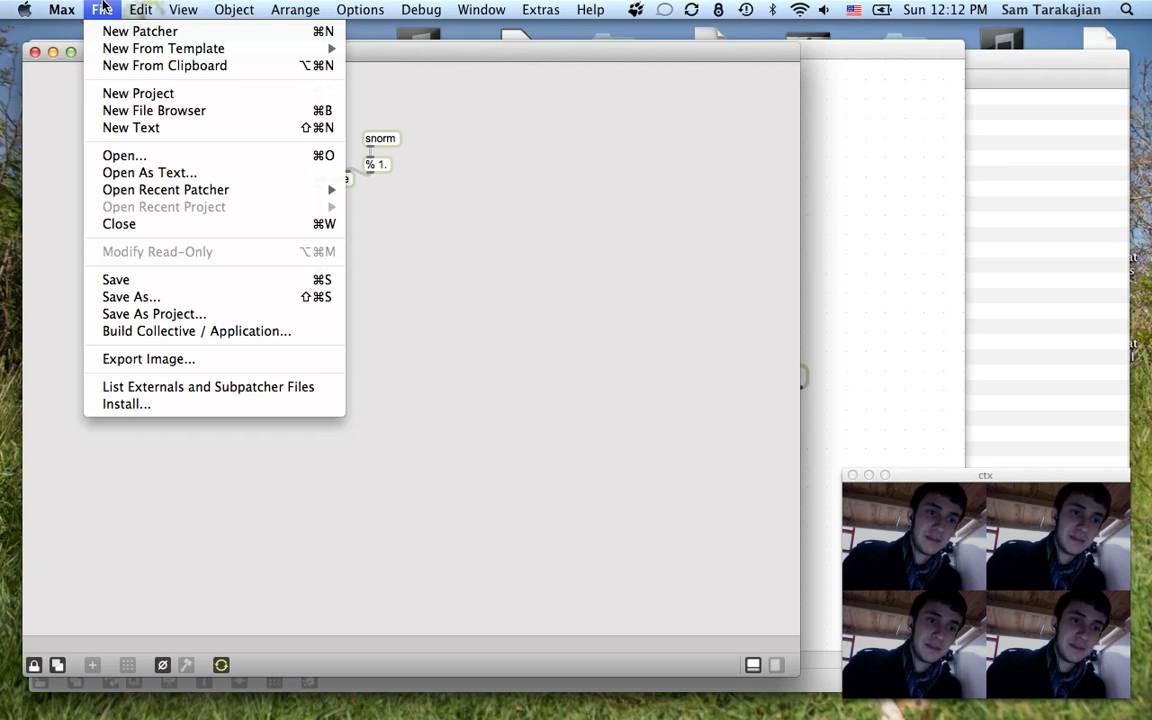 Max File Edit View Object Arrange Options Debug Window Extras Help Sun 12:12 PM Sam Tarakajian
New Patcher ⌘N
New From Template
New From Clipboard ⌥⌘N
New Project
New File Browser ⌘B
New Text ⇧⌘N
Open... ⌘O
Open As Text...
Open Recent Patcher
Open Recent Project
Close ⌘W
Modify Read-Only ⌥⌘M
Save ⌘S
Save As... ⇧⌘S
Save As Project...
Build Collective / Application...
Export Image...
List Externals and Subpatcher Files
Install...
snorm
% 1.
e
ctx